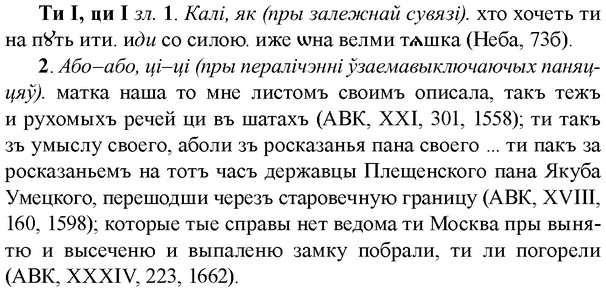 Ти I, ци I зл. 1. Калі, як (пры залежнай сувязі). хто хочеть ти
на пꙋть ити. иди со силою. иже ѡна велми тѧшка (Неба, 73б).
2. Або–або, ці–ці (пры пералічэнні ўзаемавыключаючых паняц-
цяў). матка наша то мне листомъ своимъ описала, такъ тежъ
и рухомыхъ речей ци въ шатахъ (АВК, XXI, 301, 1558); ти такъ
зъ умыслу своего, аболи зъ росказанья пана своего ... ти пакъ за
росказаньемъ на тотъ часъ державцы Плещенского пана Якуба
Умецкого, перешодши черезъ старовечную границу (АВК, XVIII,
160, 1598); которые тые справы нет ведома ти Москва пры выня-
тю и высеченю и выпаленю замку побрали, ти ли погорели
(АВК, XXXIV, 223, 1662).